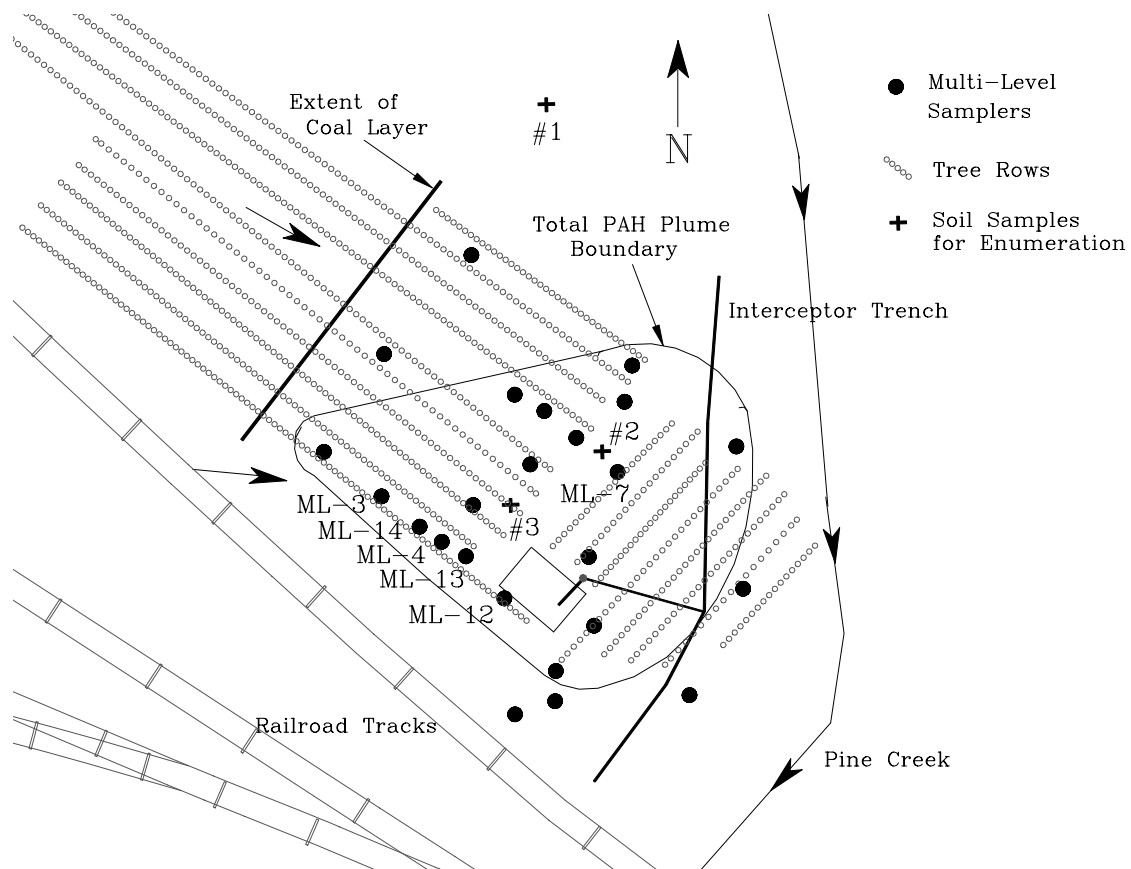 Extent of
Coal Layer
#1
N
Multi-Level
Samplers
Tree Rows
Soil Samples
for Enumeration
Total PAH Plume
Boundary
Interceptor Trench
#2
ML-7
ML-3
#3
ML-14
ML-4
ML-13
ML-12
Railroad Tracks
Pine Creek